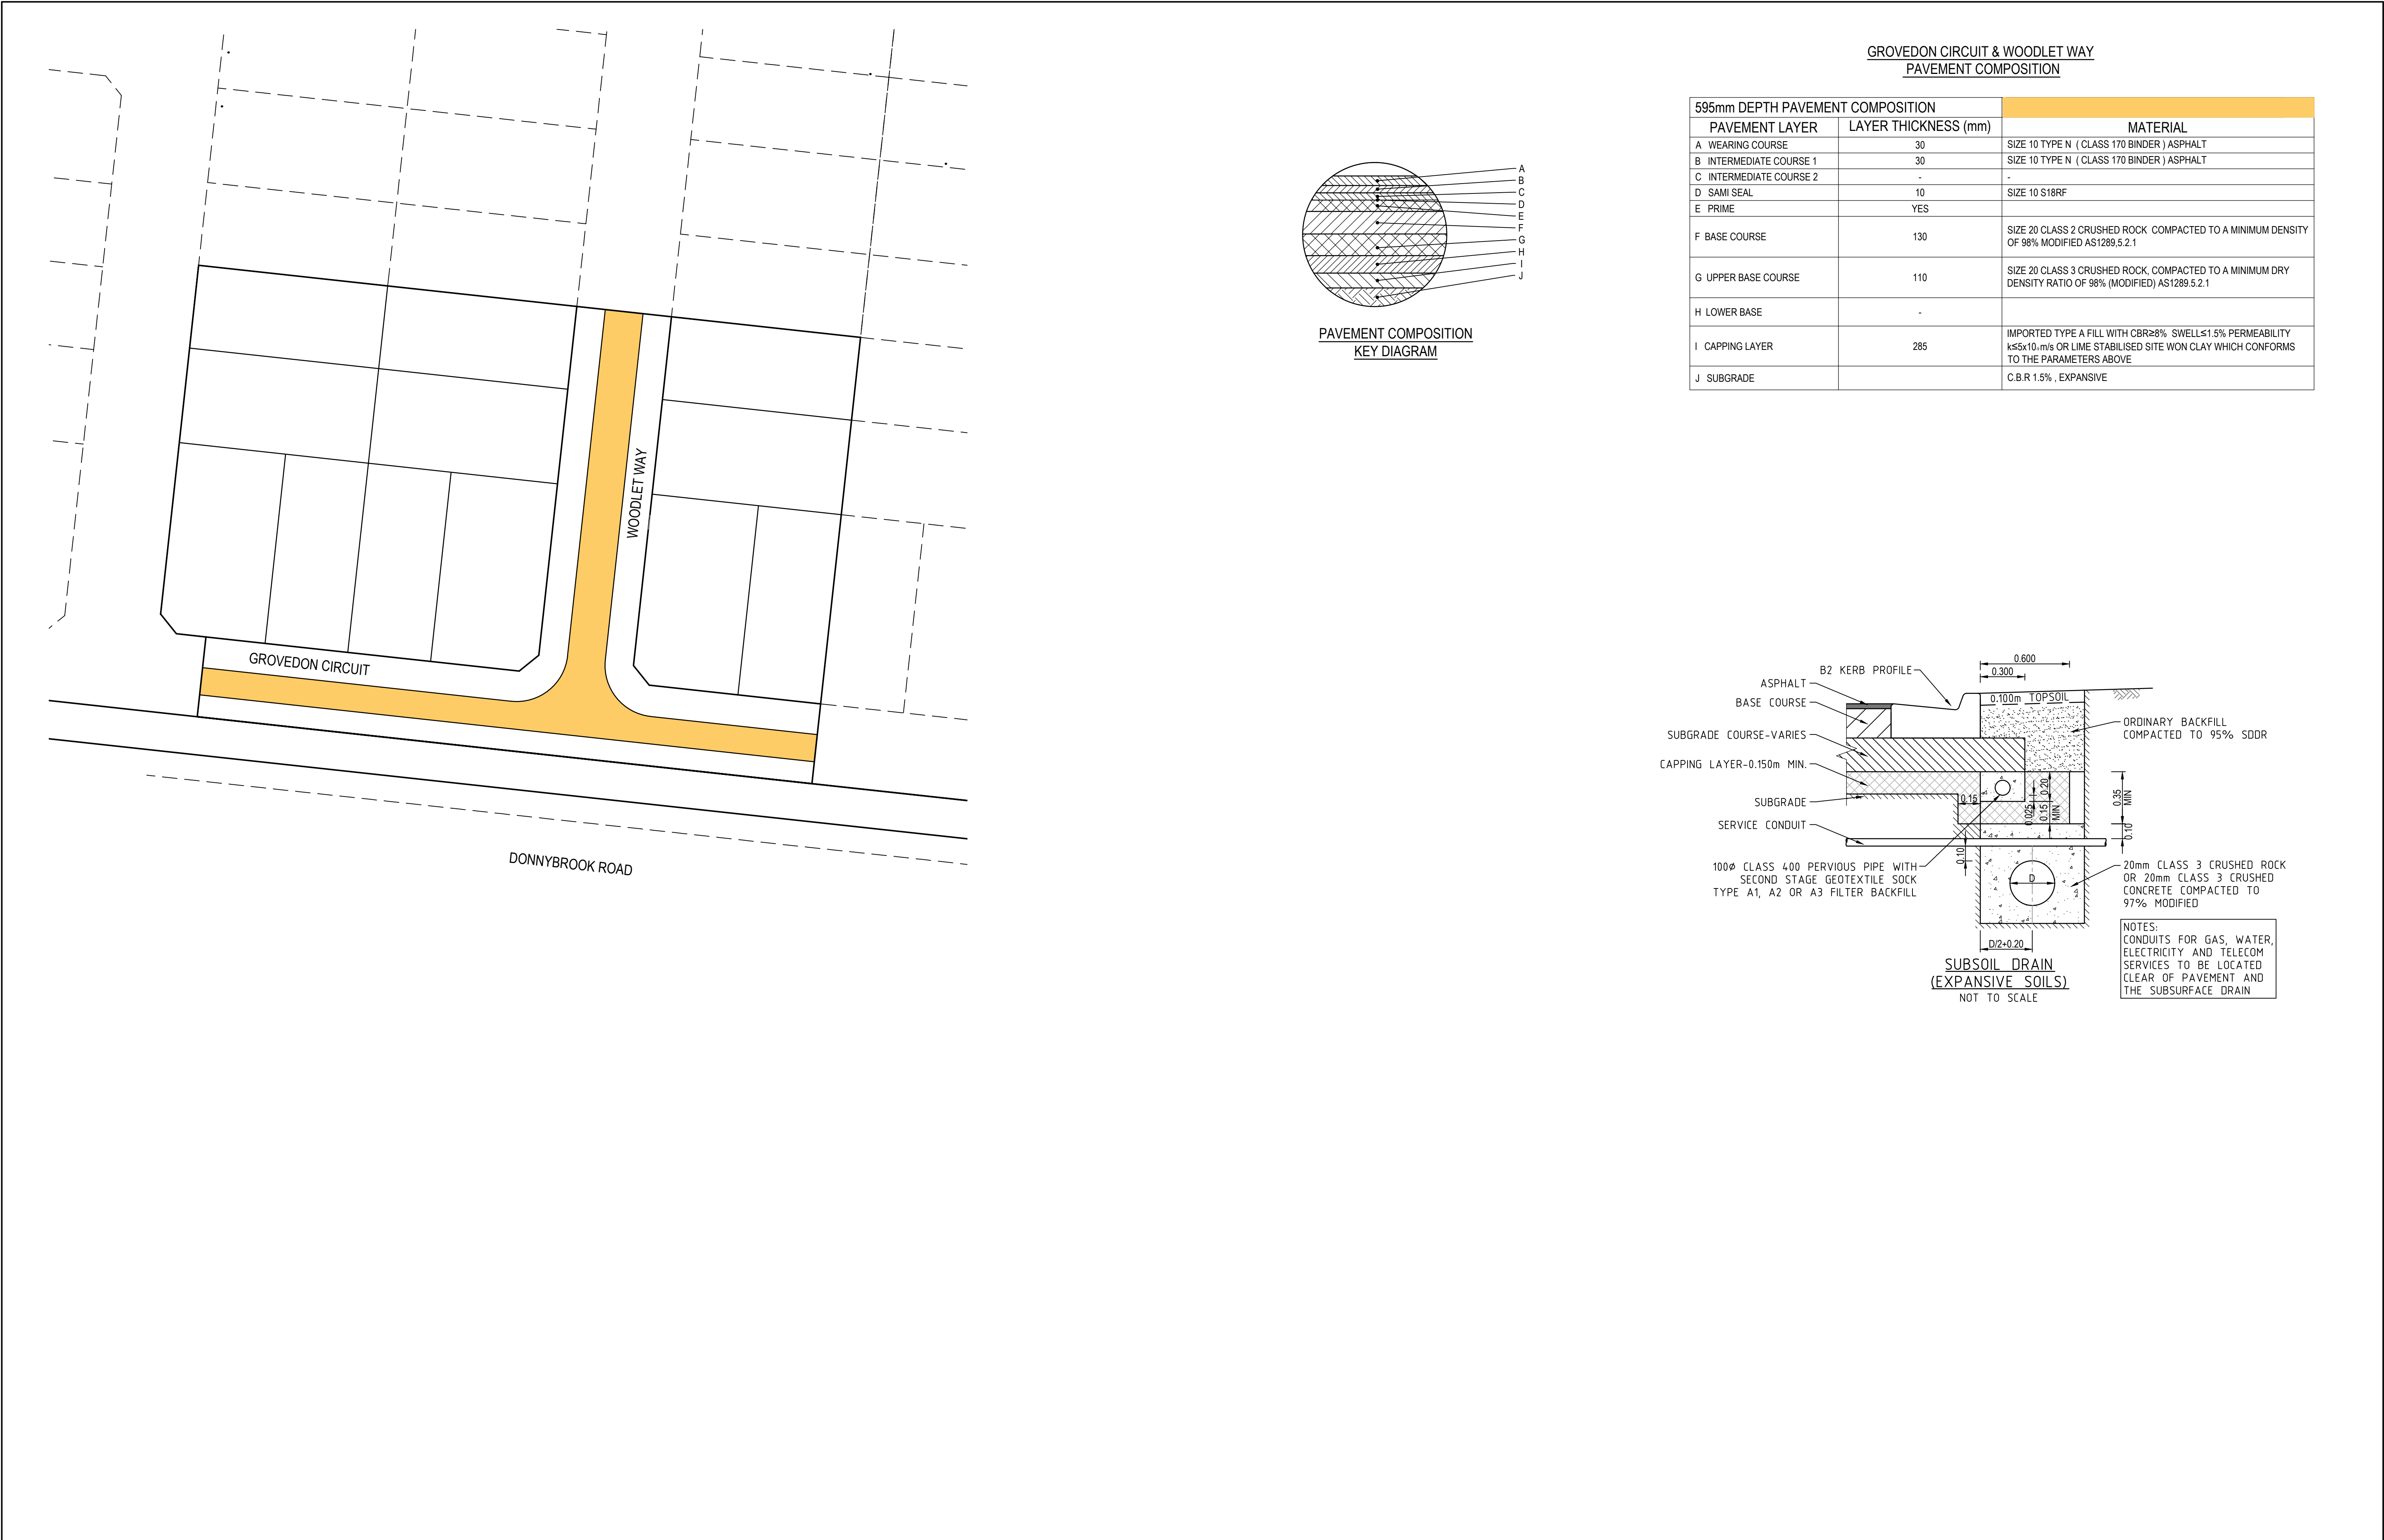 GROVEDON CIRCUIT & WOODLET WAY
PAVEMENT COMPOSITION
595mm DEPTH PAVEMENT COMPOSITION
PAVEMENT LAYER LAYER THICKNESS (mm) MATERIAL
A WEARING COURSE 30 SIZE 10 TYPE N ( CLASS 170 BINDER ) ASPHALT
B INTERMEDIATE COURSE 1 30 SIZE 10 TYPE N ( CLASS 170 BINDER ) ASPHALT
C INTERMEDIATE COURSE 2 - -
D SAMI SEAL 10 SIZE 10 S18RF
E PRIME YES
F BASE COURSE 130 SIZE 20 CLASS 2 CRUSHED ROCK COMPACTED TO A MINIMUM DENSITY
OF 98% MODIFIED AS1289,5.2.1
G UPPER BASE COURSE 110 SIZE 20 CLASS 3 CRUSHED ROCK, COMPACTED TO A MINIMUM DRY
DENSITY RATIO OF 98% (MODIFIED) AS1289.5.2.1
H LOWER BASE -
I CAPPING LAYER 285 IMPORTED TYPE A FILL WITH CBR≥8% SWELL≤1.5% PERMEABILITY
k≤5x10 m/s OR LIME STABILISED SITE WON CLAY WHICH CONFORMS
TO THE PARAMETERS ABOVE
J SUBGRADE C.B.R 1.5% , EXPANSIVE
A
B
C
D
E
F
G
H
I
J
PAVEMENT COMPOSITION
KEY DIAGRAM
WOODLET WAY
GROVEDON CIRCUIT
DONNYBROOK ROAD
0.600
0.300
B2 KERB PROFILE
ASPHALT
BASE COURSE
SUBGRADE COURSE-VARIES
CAPPING LAYER-0.150m MIN.
SUBGRADE
SERVICE CONDUIT
100ø CLASS 400 PERVIOUS PIPE WITH
SECOND STAGE GEOTEXTILE SOCK
TYPE A1, A2 OR A3 FILTER BACKFILL
0.100m TOPSOIL
ORDINARY BACKFILL
COMPACTED TO 95% SDDR
0.15
0.025
0.20
0.15
MIN
0.35
MIN
0.10
0.10
D
D/2+0.20
20mm CLASS 3 CRUSHED ROCK
OR 20mm CLASS 3 CRUSHED
CONCRETE COMPACTED TO
97% MODIFIED
SUBSOIL DRAIN
(EXPANSIVE SOILS)
NOT TO SCALE
NOTES:
CONDUITS FOR GAS, WATER,
ELECTRICITY AND TELECOM
SERVICES TO BE LOCATED
CLEAR OF PAVEMENT AND
THE SUBSURFACE DRAIN